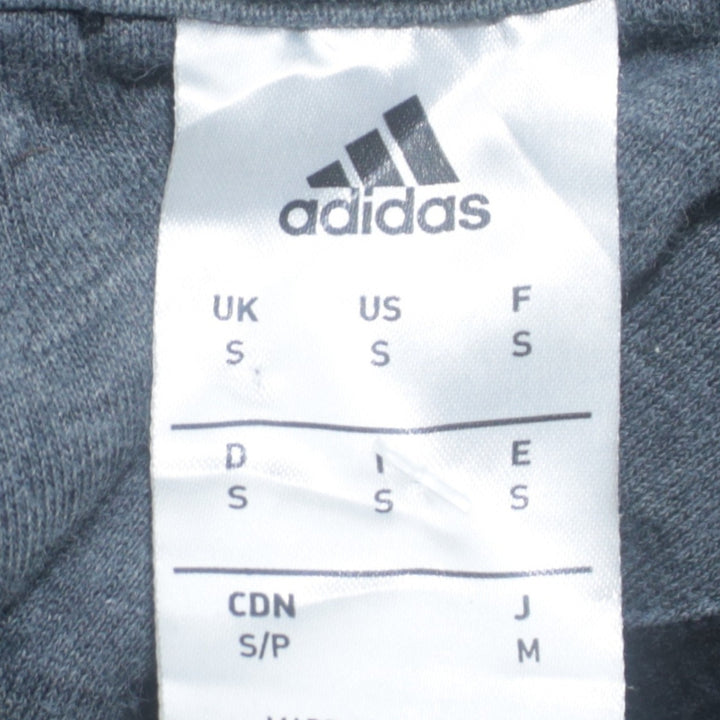 adidas
UK US F
S S S
D I E
S S S
CDN J
S/P M